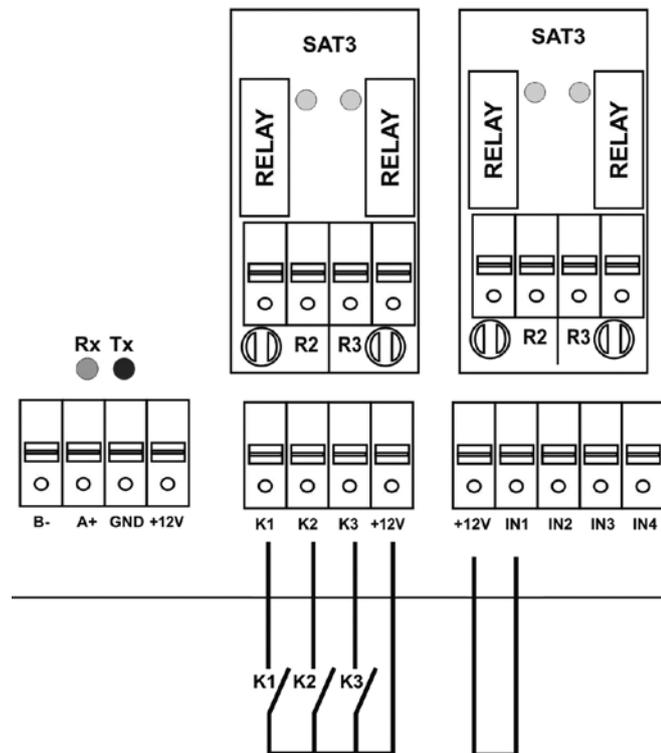 SAT3
SAT3
RELAY
RELAY
RELAY
RELAY
R2 R3
R2 R3
Rx Tx
B- A+ GND +12V
K1 K2 K3 +12V
+12V IN1 IN2 IN3 IN4
K1 K2 K3